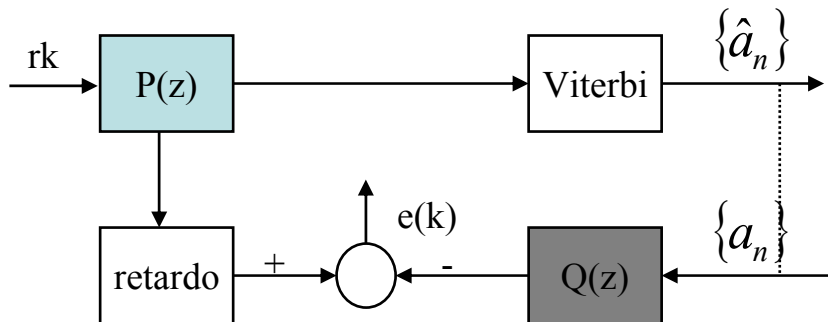 rk
P(z)
Viterbi
{â_n}
retardo
+
e(k)
-
Q(z)
{a_n}